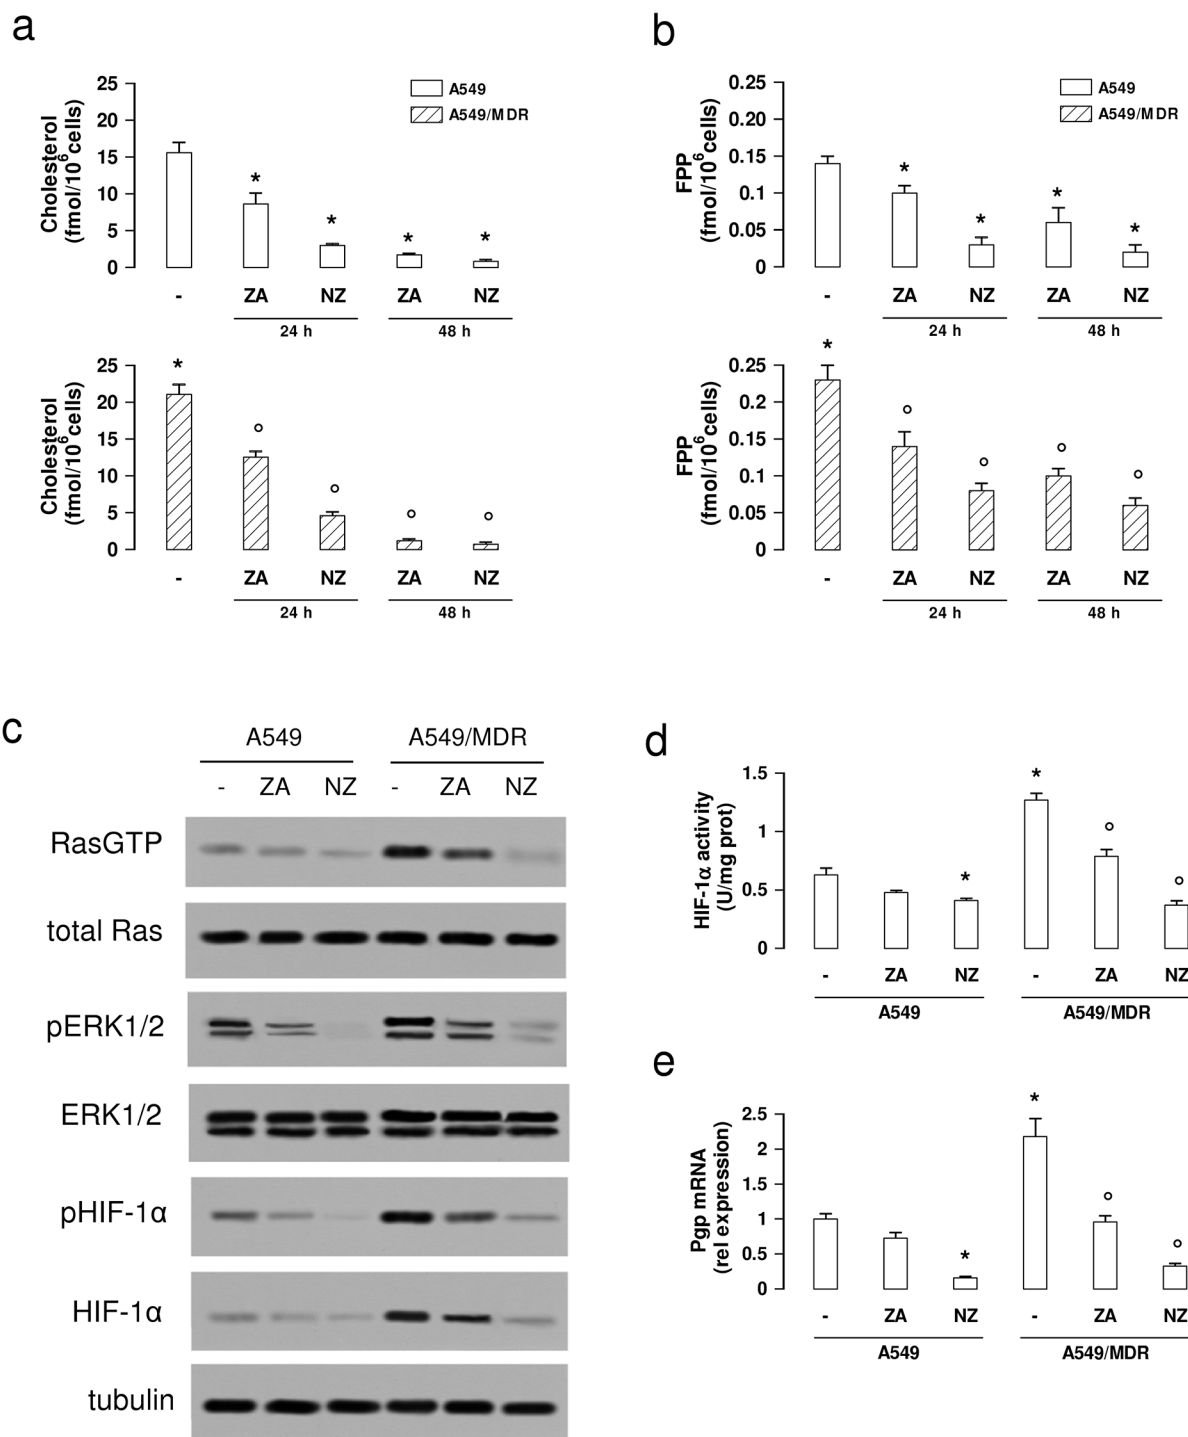 a
25
20
15
10
5
0
Cholesterol
(fmol/10⁶cells)
A549
A549/MDR
*
*
*
*
- ZA NZ ZA NZ
24 h 48 h
25
20
15
10
5
0
Cholesterol
(fmol/10⁶cells)
*
- ZA NZ ZA NZ
24 h 48 h
b
0.25
0.20
0.15
0.1
0.05
0
FPP
(fmol/10⁶cells)
A549
A549/MDR
*
*
*
*
- ZA NZ ZA NZ
24 h 48 h
0.25
0.2
0.15
0.1
0.05
0
FPP
(fmol/10⁶cells)
*
- ZA NZ ZA NZ
24 h 48 h
c
A549 A549/MDR
- ZA NZ - ZA NZ
RasGTP
total Ras
pERK1/2
ERK1/2
pHIF-1α
HIF-1α
tubulin
d
1.5
1
0.5
0
HIF-1α activity
(U/mg prot)
*
*
- ZA NZ - ZA NZ
A549 A549/MDR
e
2.5
2
1.5
1
0.5
0
Pgp mRNA
(rel expression)
*
*
- ZA NZ - ZA NZ
A549 A549/MDR